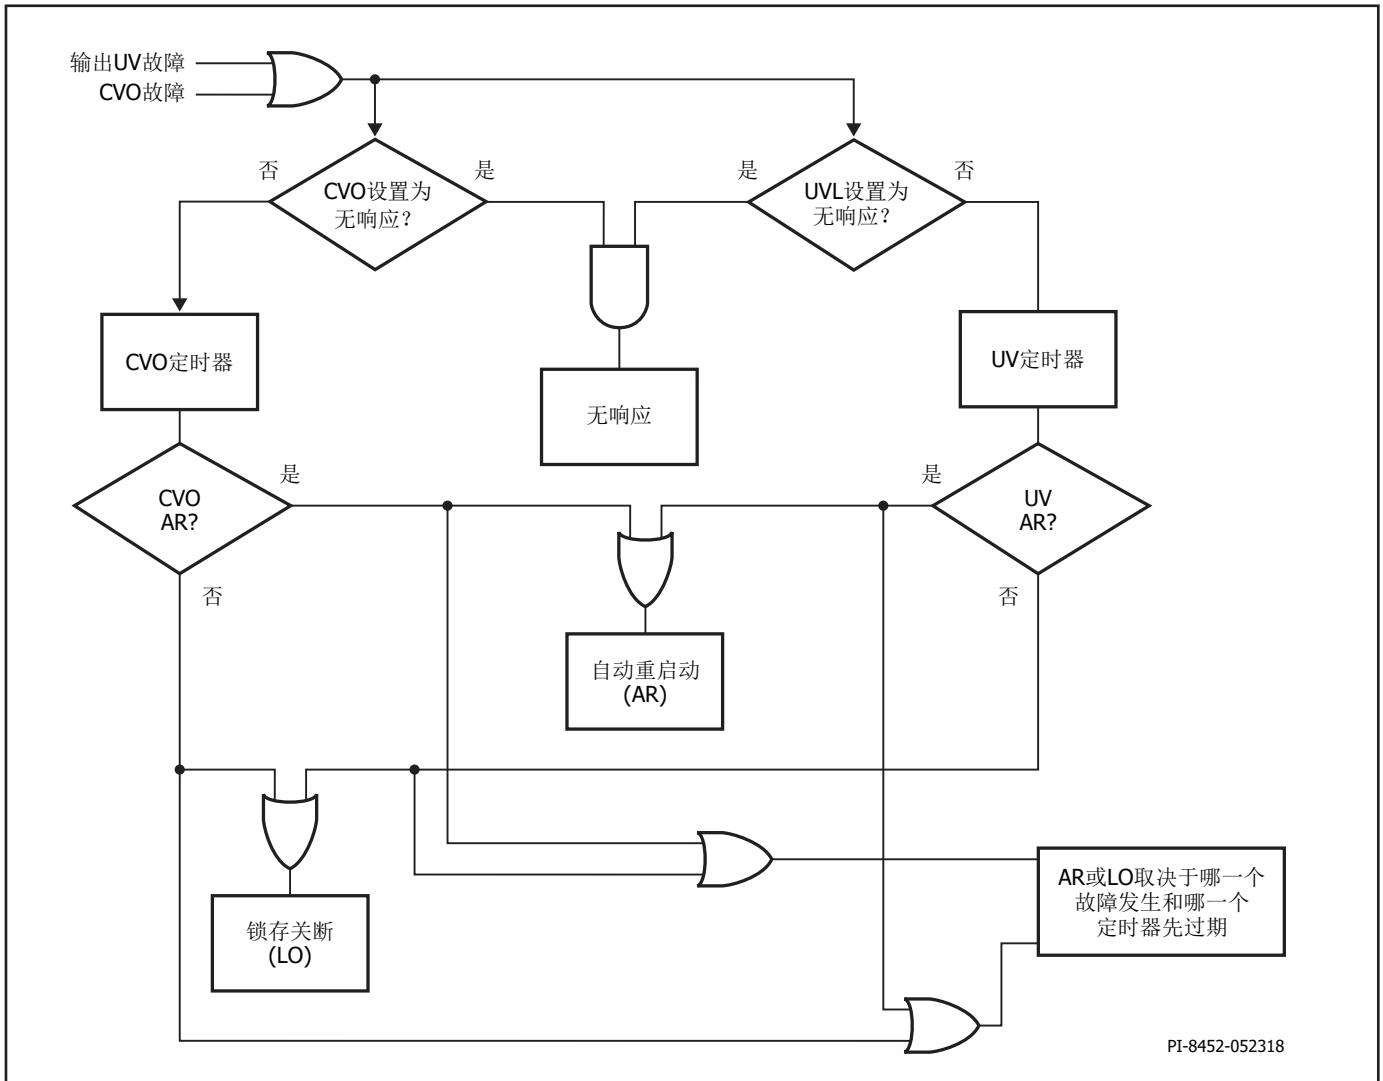 输出UV故障
CVO故障
否
是
是
否
CVO设置为
无响应？
UVL设置为
无响应？
CVO定时器
UV定时器
无响应
是
是
CVO
AR?
UV
AR?
否
否
自动重启动
(AR)
AR或LO取决于哪一个
故障发生和哪一个
定时器先过期
锁存关断
(LO)
PI-8452-052318